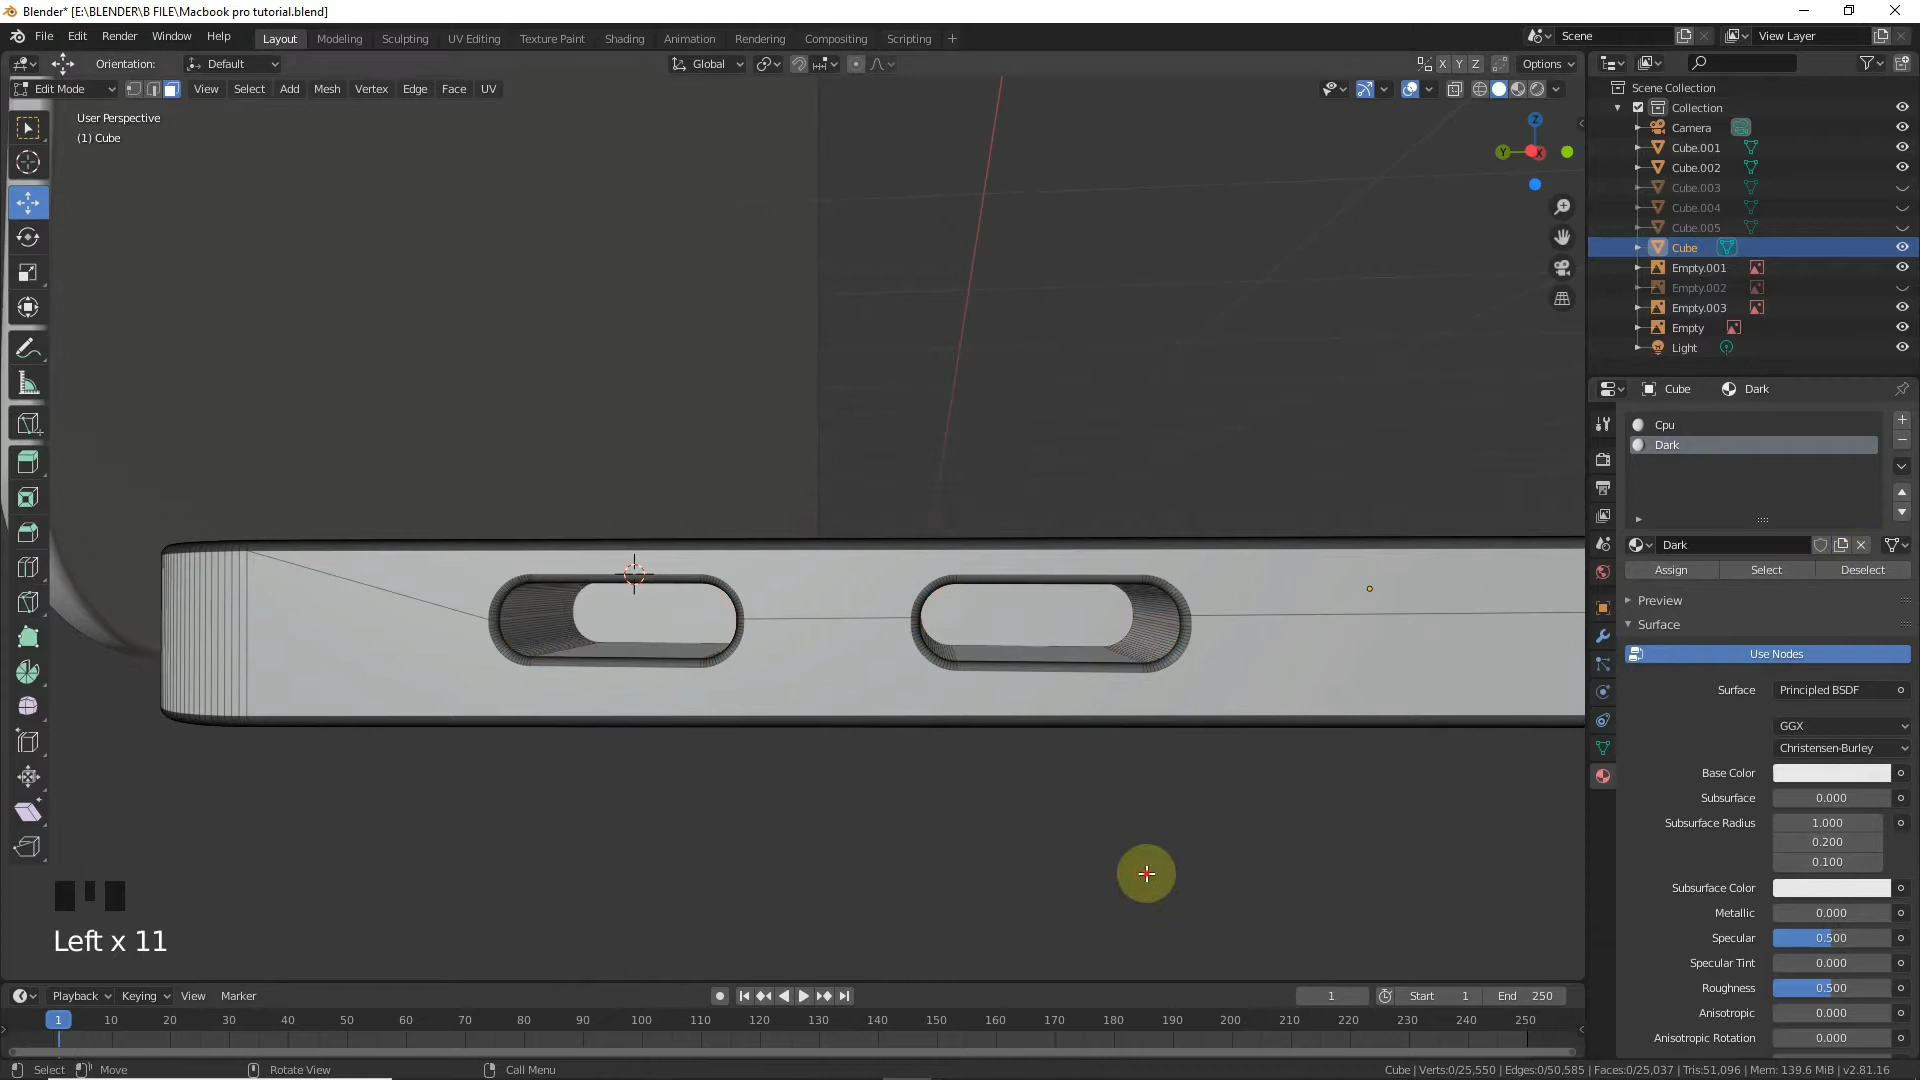 Blender* [E:\BLENDER\B FILE\Macbook pro tutorial.blend]
File Edit Render Window Help Layout Modeling Sculpting UV Editing Texture Paint Shading Animation Rendering Compositing Scripting Scene View Layer
Orientation: Default Global X Y Z Options
Edit Mode View Select Add Mesh Vertex Edge Face UV
User Perspective
(1) Cube
Z
Y X
Scene Collection
Collection
Camera
Cube.001
Cube.002
Cube.003
Cube.004
Cube.005
Cube
Empty.001
Empty.002
Empty.003
Empty
Light
Cube Dark
Cpu
Dark
Dark
Assign Select Deselect
Preview
Surface
Use Nodes
Surface Principled BSDF
GGX
Christensen-Burley
Base Color
Subsurface 0.000
Subsurface Radius 1.000
0.200
0.100
Subsurface Color
Metallic 0.000
Specular 0.500
Specular Tint 0.000
Roughness 0.500
Anisotropic 0.000
Anisotropic Rotation 0.000
Left x 11
Playback Keying View Marker 1 Start 1 End 250
1 10 20 30 40 50 60 70 80 90 100 110 120 130 140 150 160 170 180 190 200 210 220 230 240 250
Select Move Rotate View Call Menu Cube | Verts:0/25,550 | Edges:0/50,585 | Faces:0/25,037 | Tris:51,096 | Mem: 139.6 MiB | v2.81.16